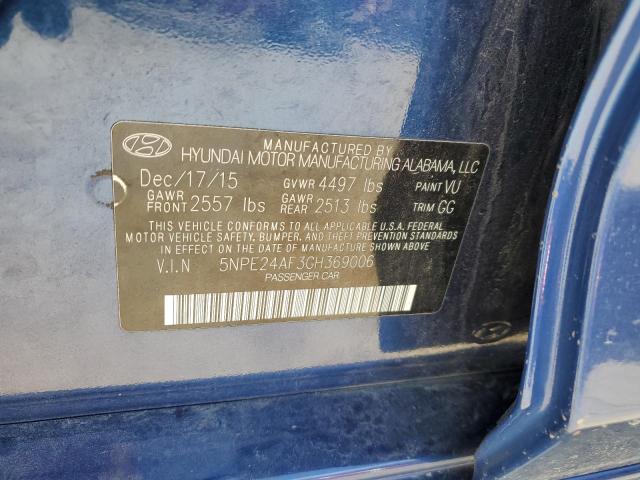 MANUFACTURED BY
HYUNDAI MOTOR MANUFACTURING ALABAMA, LLC
Dec/17/15 GVWR 4497 lbs PAINT VU
GAWR FRONT 2557 lbs GAWR REAR 2513 lbs TRIM GG
THIS VEHICLE CONFORMS TO ALL APPLICABLE U.S.A. FEDERAL
MOTOR VEHICLE SAFETY, BUMPER, AND THEFT PREVENTION STANDARDS
IN EFFECT ON THE DATE OF MANUFACTURE SHOWN ABOVE.
V.I.N 5NPE24AF3GH369006
PASSENGER CAR